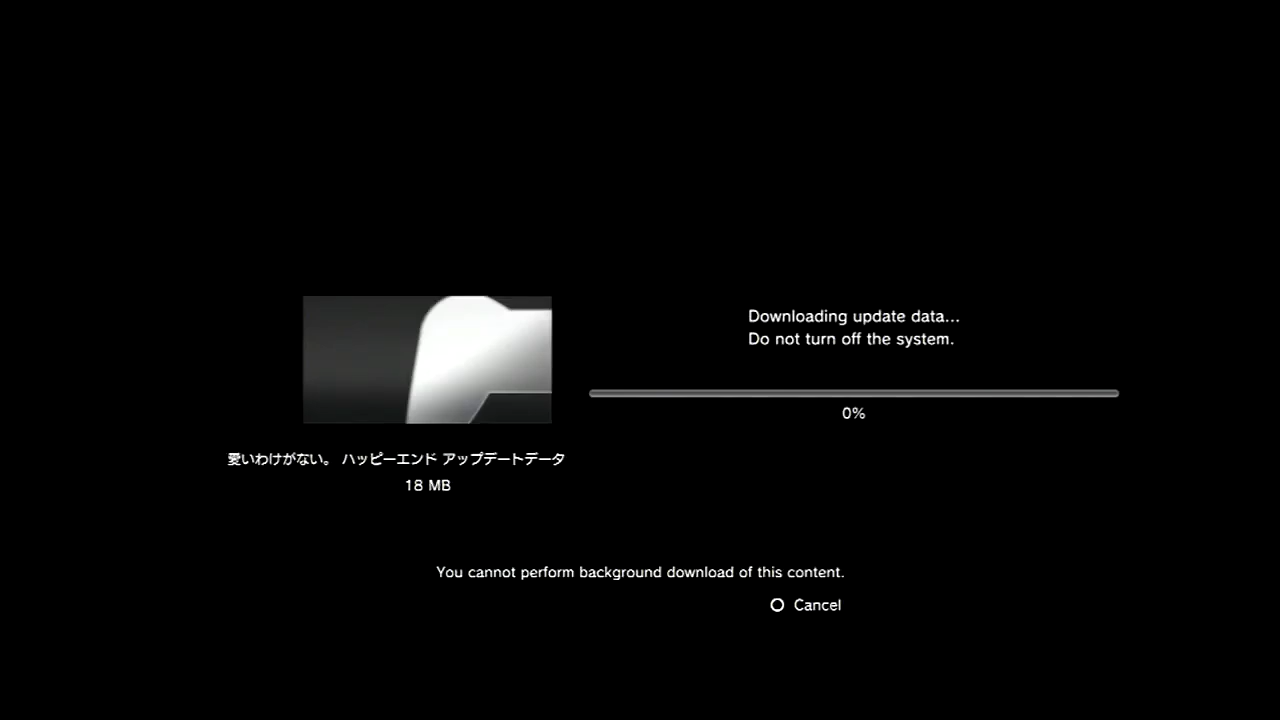 Downloading update data...
Do not turn off the system.
0%
愛いわけがない。 ハッピーエンド アップデートデータ
18 MB
You cannot perform background download of this content.
Cancel